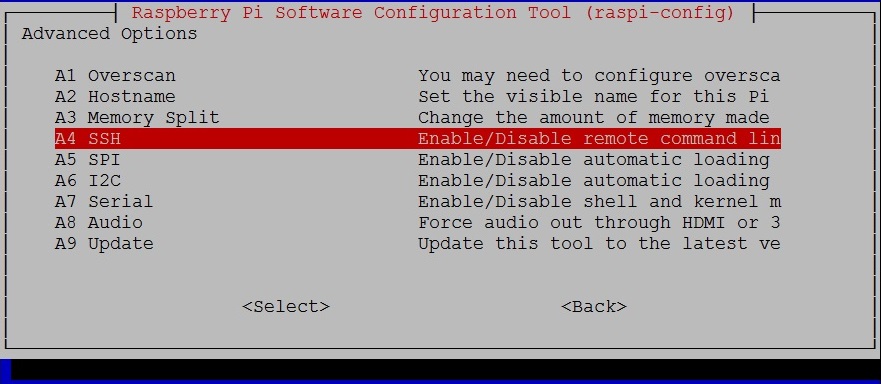 Raspberry Pi Software Configuration Tool (raspi-config)
Advanced Options
A1 Overscan You may need to configure oversca
A2 Hostname Set the visible name for this Pi
A3 Memory Split Change the amount of memory made
A4 SSH Enable/Disable remote command lin
A5 SPI Enable/Disable automatic loading
A6 I2C Enable/Disable automatic loading
A7 Serial Enable/Disable shell and kernel m
A8 Audio Force audio out through HDMI or 3
A9 Update Update this tool to the latest ve
<Select> <Back>